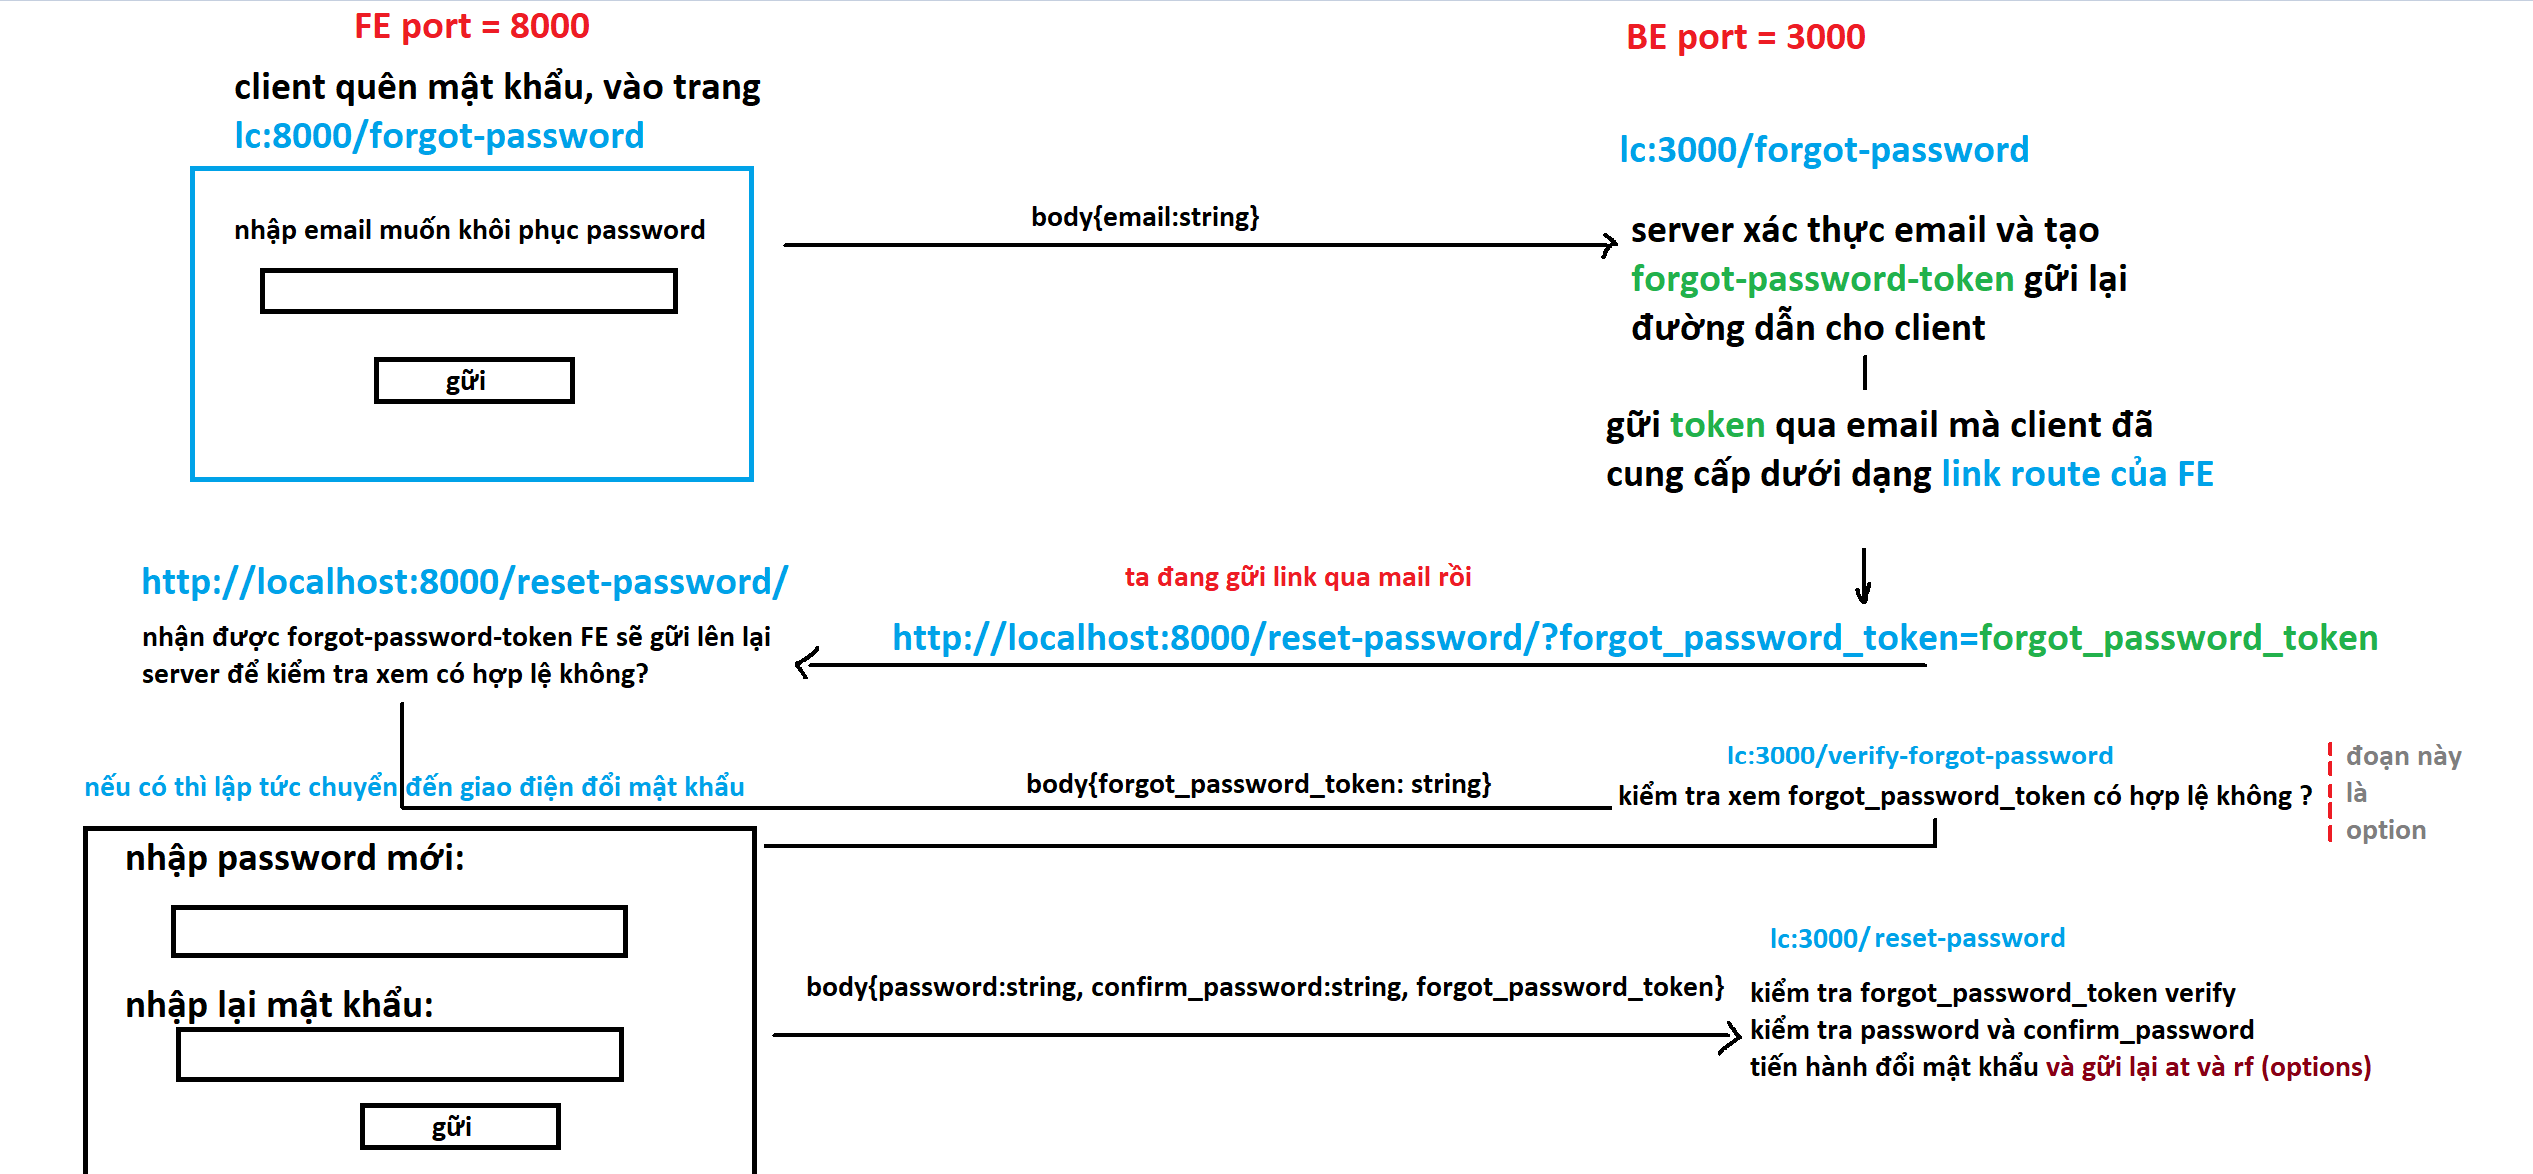 FE port = 8000
client quên mật khẩu, vào trang
lc:8000/forgot-password
nhập email muốn khôi phục password
gữi
body{email:string}
BE port = 3000
lc:3000/forgot-password
server xác thực email và tạo
forgot-password-token gữi lại
đường dẫn cho client
gữi token qua email mà client đã
cung cấp dưới dạng link route của FE
ta đang gữi link qua mail rồi
http://localhost:8000/reset-password/?forgot_password_token=forgot_password_token
http://localhost:8000/reset-password/
nhận được forgot-password-token FE sẽ gữi lên lại
server để kiểm tra xem có hợp lệ không?
body{forgot_password_token: string}
lc:3000/verify-forgot-password
kiểm tra xem forgot_password_token có hợp lệ không ?
đoạn này
là
option
nếu có thì lập tức chuyển đến giao điện đổi mật khẩu
nhập password mới:
nhập lại mật khẩu:
gữi
body{password:string, confirm_password:string, forgot_password_token}
lc:3000/ reset-password
kiểm tra forgot_password_token verify
kiểm tra password và confirm_password
tiến hành đổi mật khẩu và gữi lại at và rf (options)